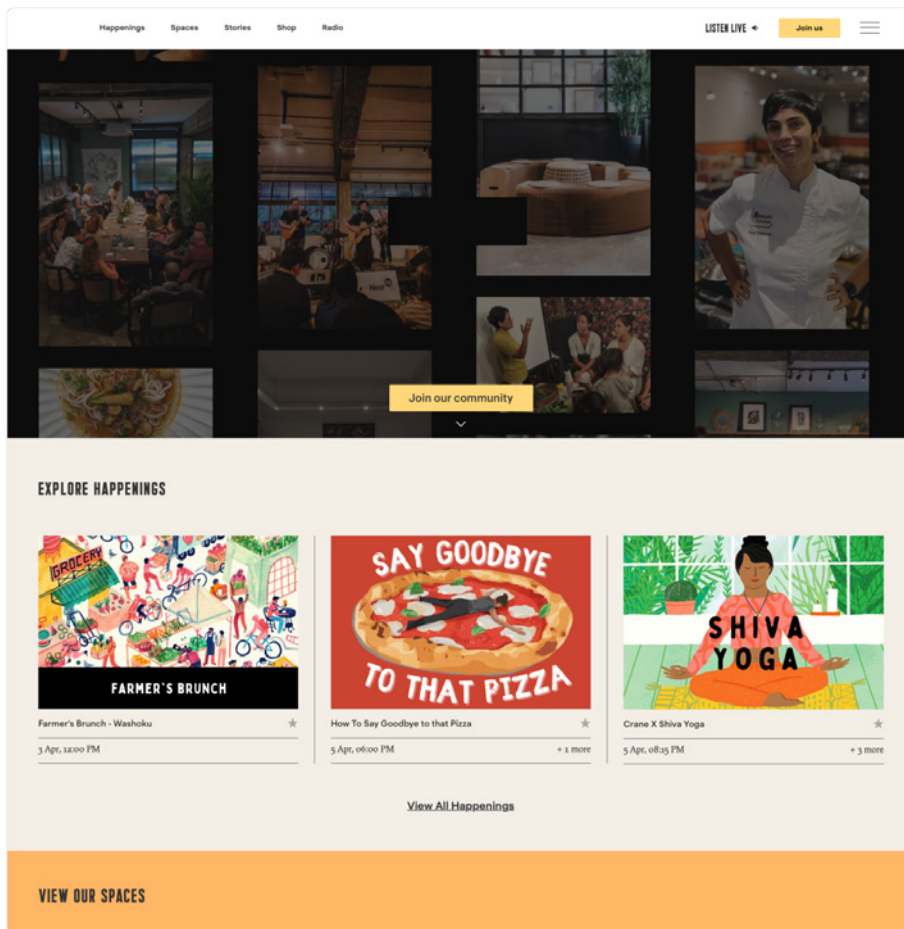 Happenings Spaces Stories Shop Radio LISTEN LIVE Join us
Join our community
EXPLORE HAPPENINGS
GROCERY
FARMER'S BRUNCH
SAY GOODBYE
TO THAT PIZZA
SHIVA
YOGA
Farmer's Brunch - Washoku
3 Apr, 12:00 PM
How To Say Goodbye to that Pizza
5 Apr, 06:00 PM + 1 more
Crane X Shiva Yoga
5 Apr, 08:15 PM + 3 more
View All Happenings
VIEW OUR SPACES